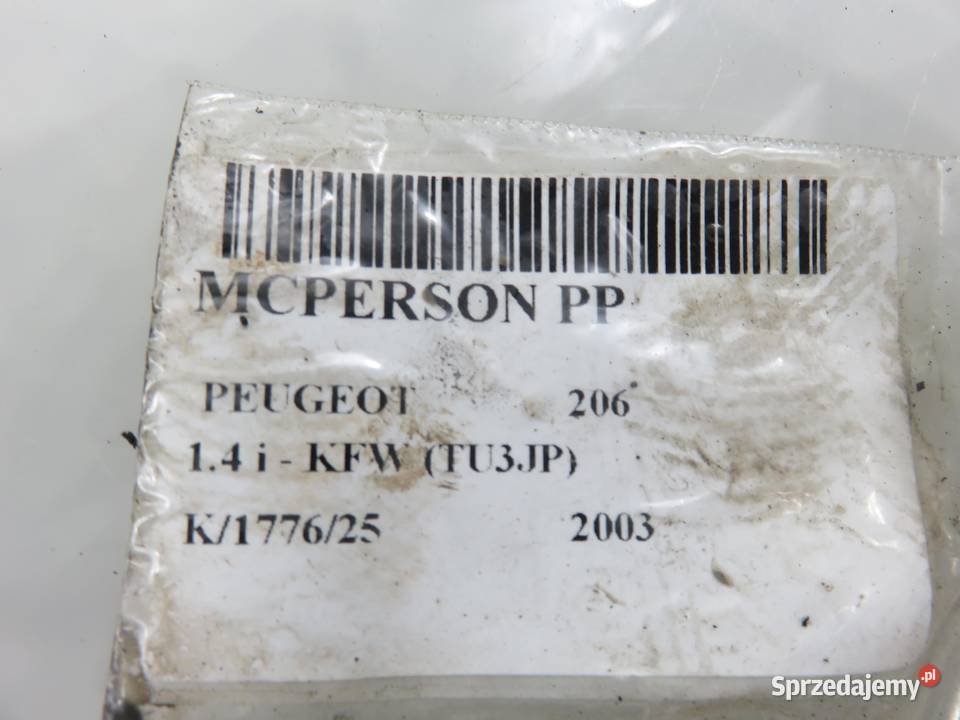 MCPERSON PP
PEUGEOT 206
1.4 i - KFW (TU3JP)
K/1776/25 2003
Sprzedajemy.pl